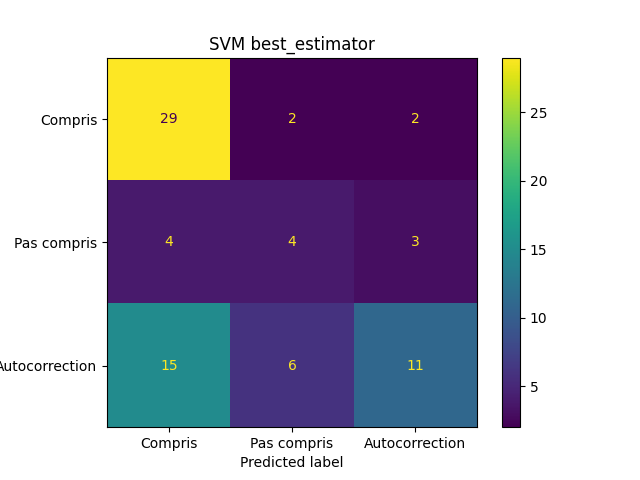 SVM best_estimator
Compris 29 2 2
Pas compris 4 4 3
Autocorrection 15 6 11
Compris Pas compris Autocorrection
Predicted label
25
20
15
10
5